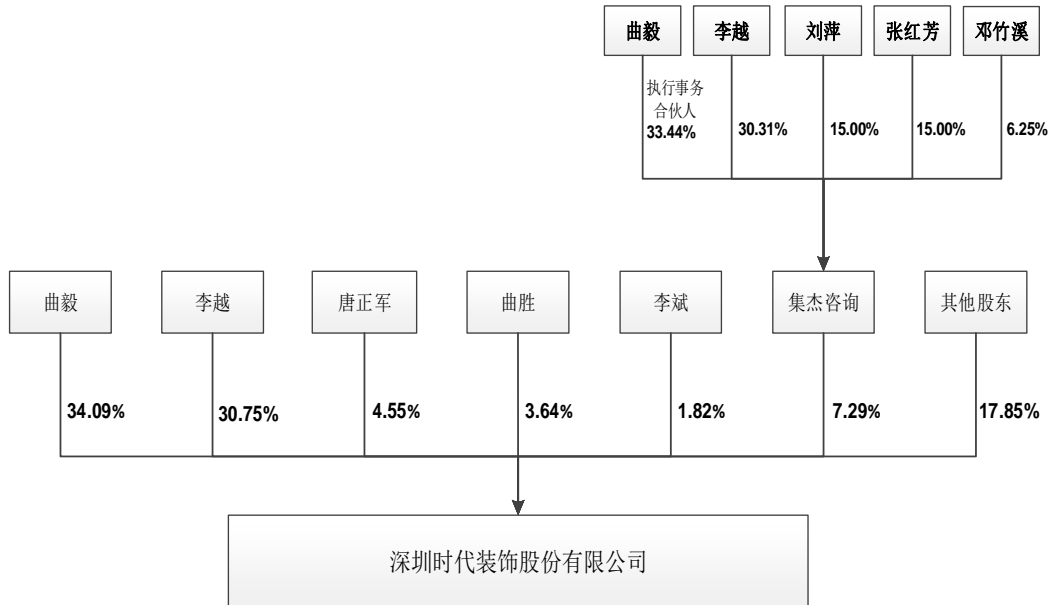 曲毅 李越 刘萍 张红芳 邓竹溪
执行事务
合伙人
33.44% 30.31% 15.00% 15.00% 6.25%
曲毅 李越 唐正军 曲胜 李斌 集杰咨询 其他股东
34.09% 30.75% 4.55% 3.64% 1.82% 7.29% 17.85%
深圳时代装饰股份有限公司